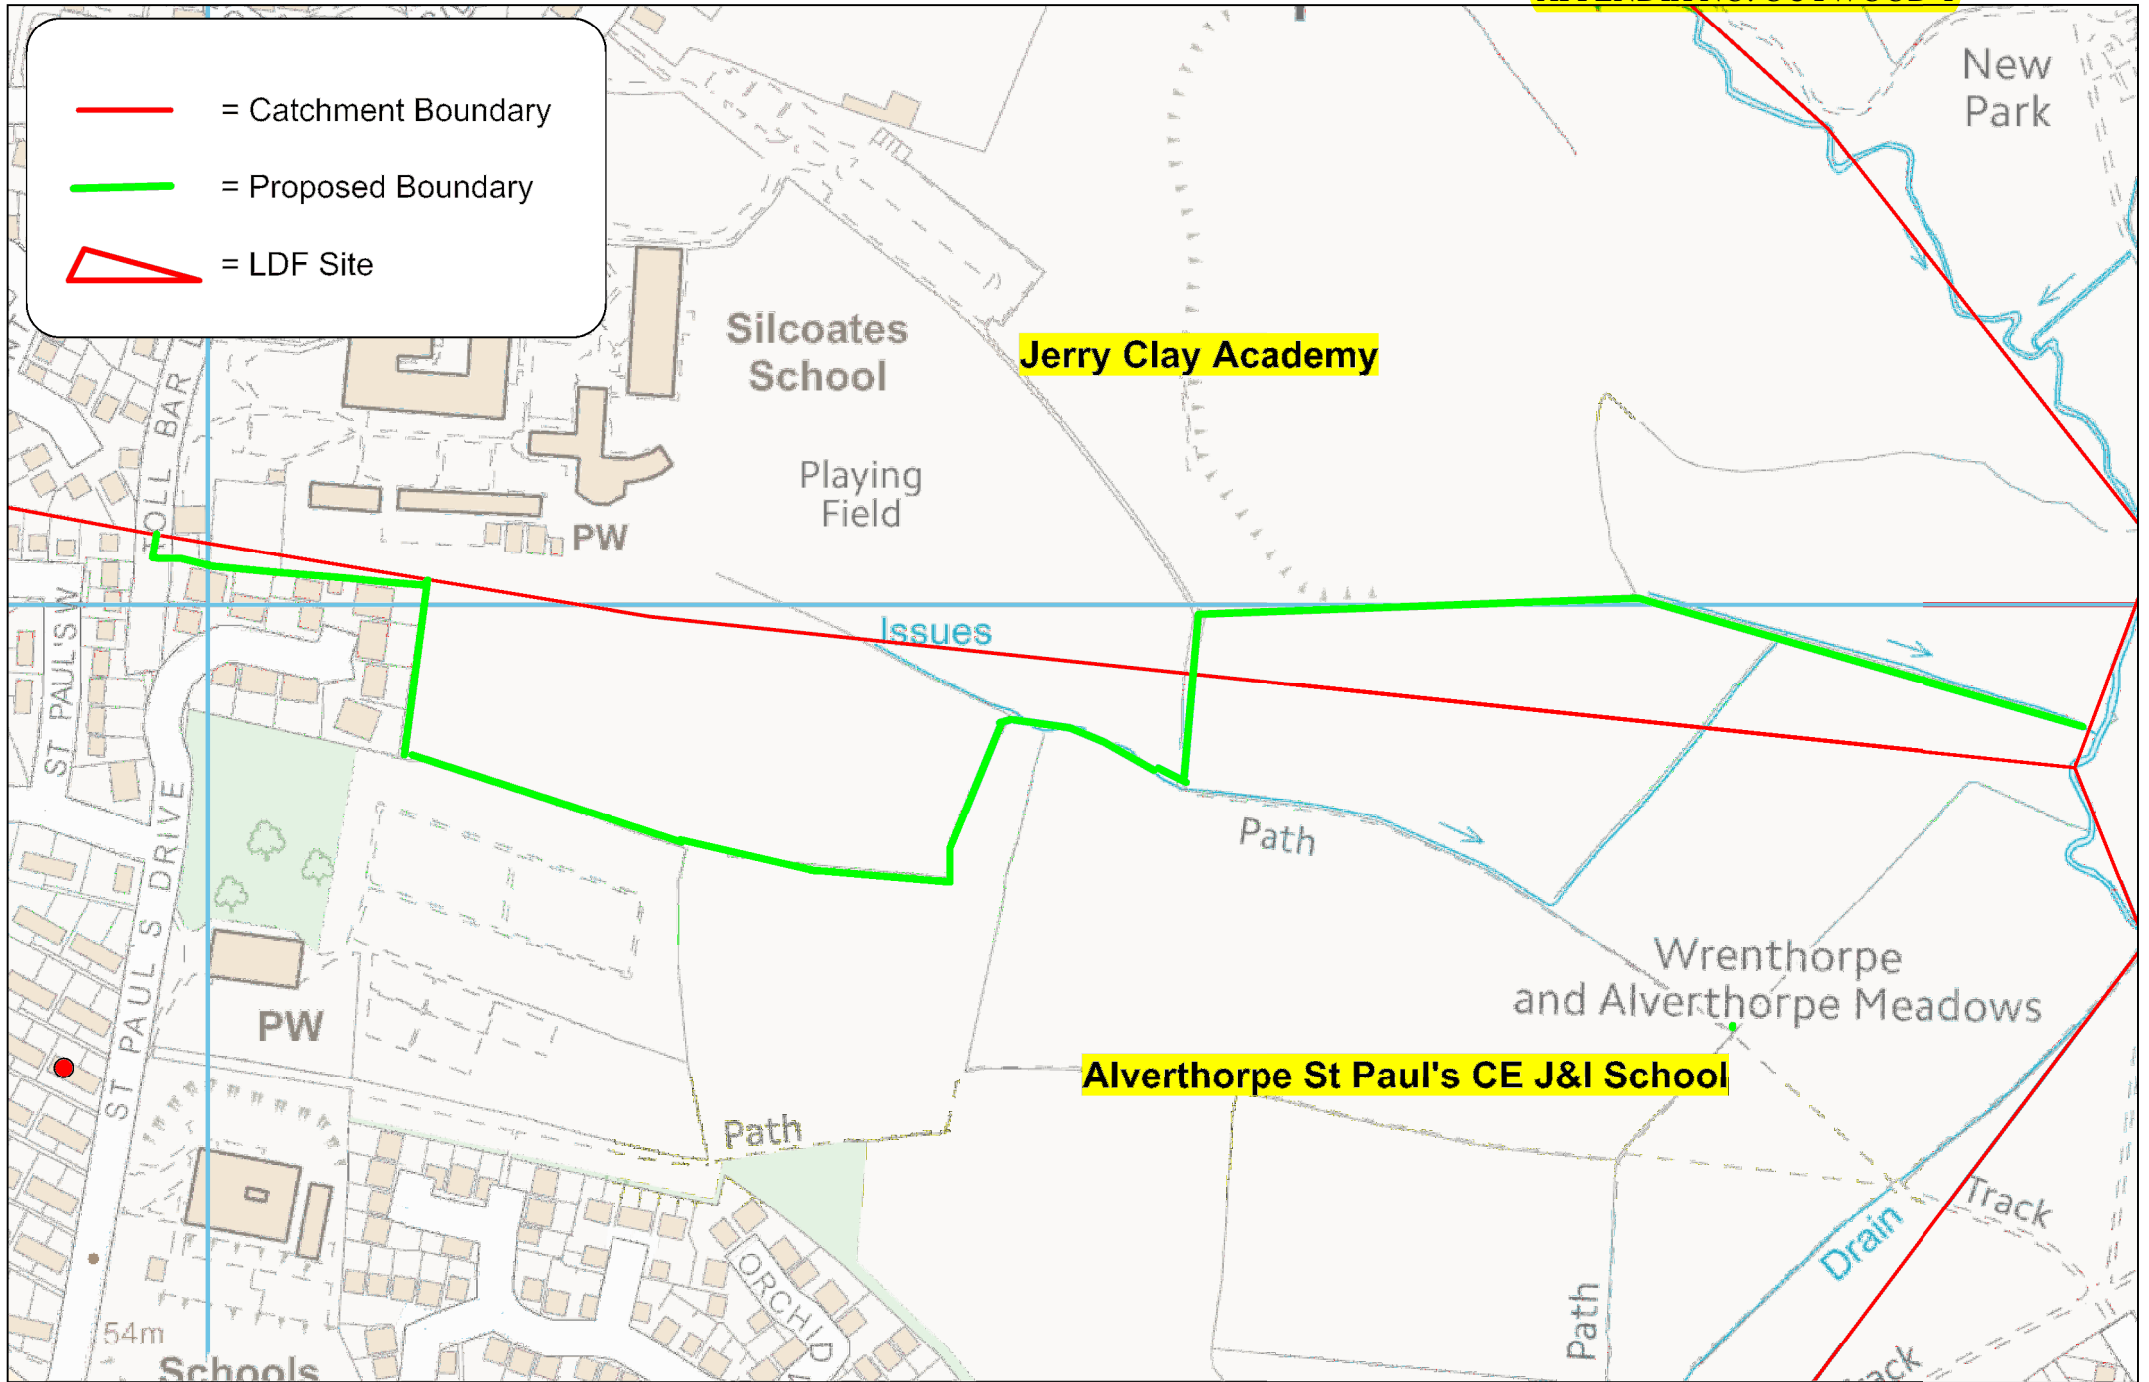 New
Park
= Catchment Boundary
= Proposed Boundary
= LDF Site
Silcoates
School
Jerry Clay Academy
Playing
Field
TOLL BAR
PW
Issues
ST PAUL'S W
Path
ST PAUL'S DRIVE
Wrenthorpe
and Alverthorpe Meadows
PW
Alverthorpe St Paul's CE J&I School
Path
Track
Drain
ORCHID
Path
54m
Schools